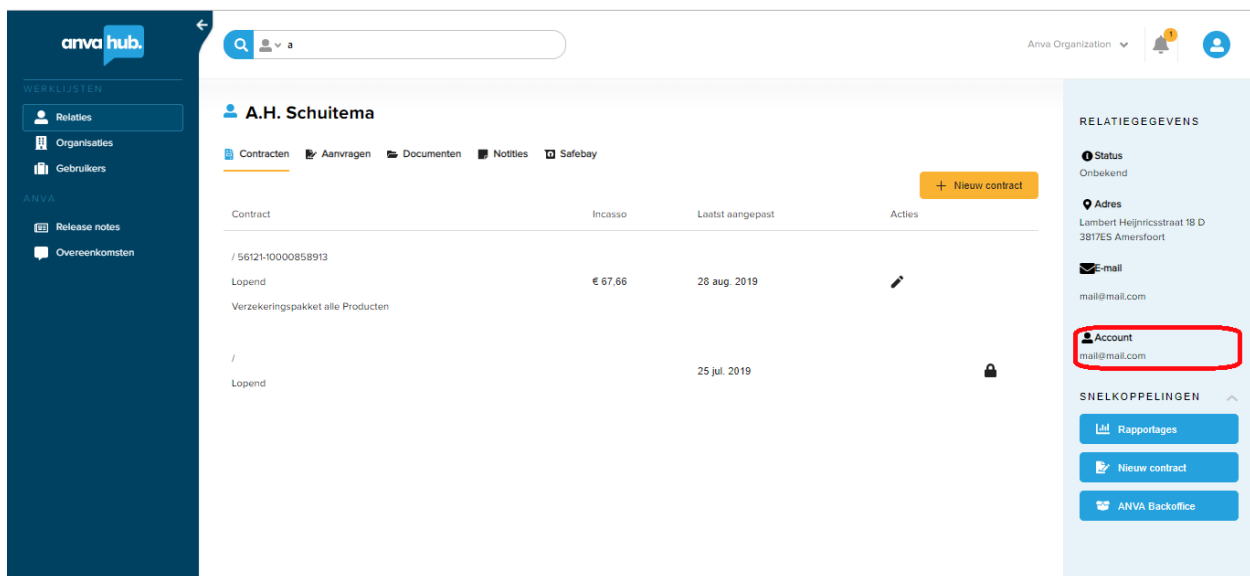 anva hub.
a
Anva Organization
1
WERKLIJSTEN
Relaties
Organisaties
Gebruikers
ANVA
Release notes
Overeenkomsten
A.H. Schuitema
Contracten Aanvragen Documenten Notities Safebay
+ Nieuw contract
Contract Incasso Laatst aangepast Acties
/ 56121-10000858913
Lopend € 67,66 28 aug. 2019
Verzekeringspakket alle Producten
/
25 jul. 2019
Lopend
RELATIEGEGEVENS
Status
Onbekend
Adres
Lambert Heijnricsstraat 18 D
3817ES Amersfoort
E-mail
mail@mail.com
Account
mail@mail.com
SNELKOPPELINGEN
Rapportages
Nieuw contract
ANVA Backoffice